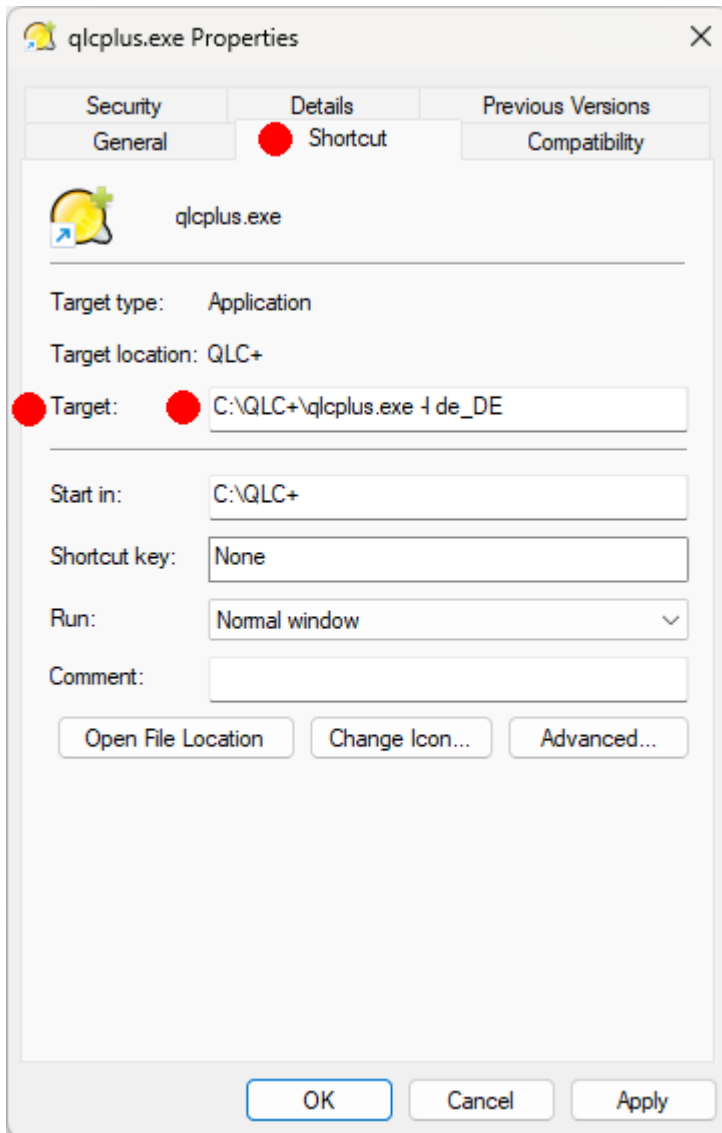 qlcplus.exe Properties
Security Details Previous Versions
General Shortcut Compatibility
qlcplus.exe
Target type: Application
Target location: QLC+
Target: C:\QLC+\qlcplus.exe -l de_DE
Start in: C:\QLC+
Shortcut key: None
Run: Normal window
Comment:
Open File Location Change Icon... Advanced...
OK Cancel Apply